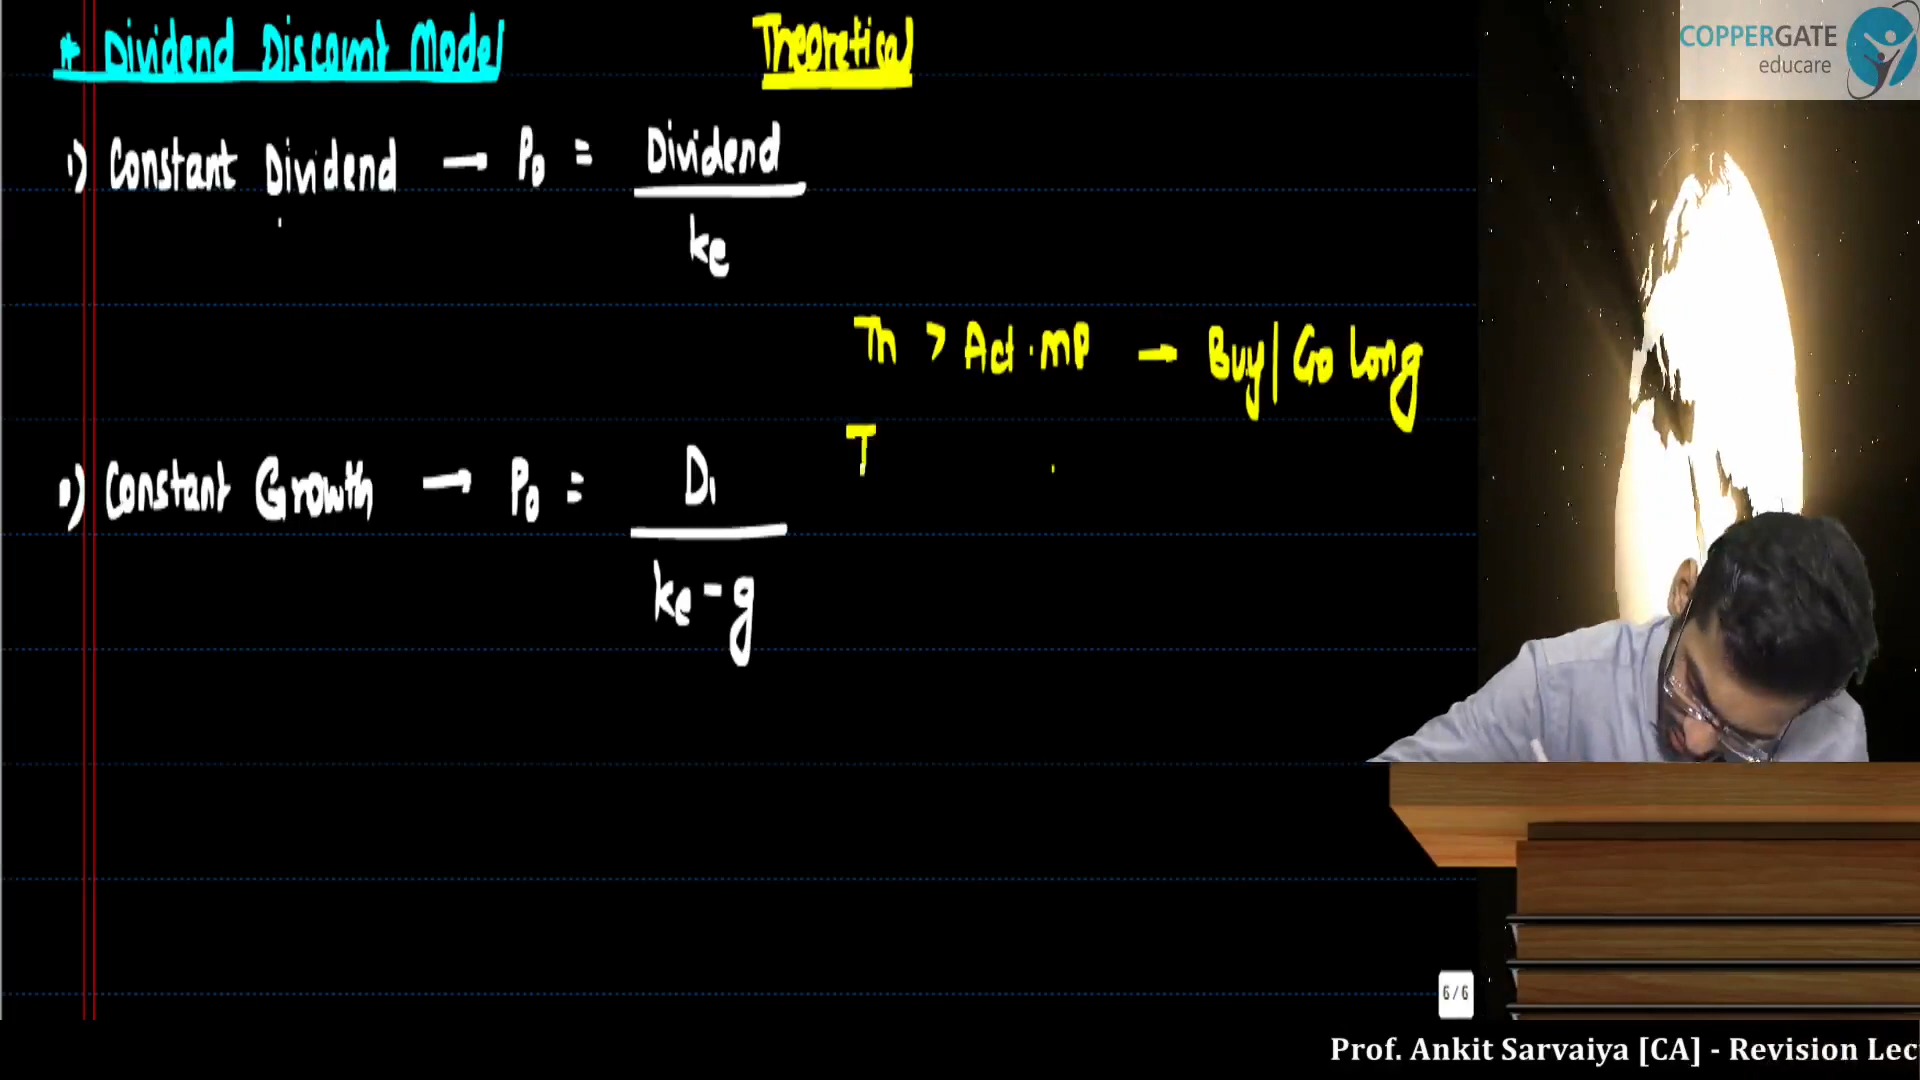 * Dividend Discount Model
Theoretical
1) Constant Dividend → P0 = Dividend / ke
Th > Act. MP → Buy/ Go Long
T
2) Constant Growth → P0 = D1 / ke - g
6/6
COPPERGATE
educare
Prof. Ankit Sarvaiya [CA] - Revision Lec